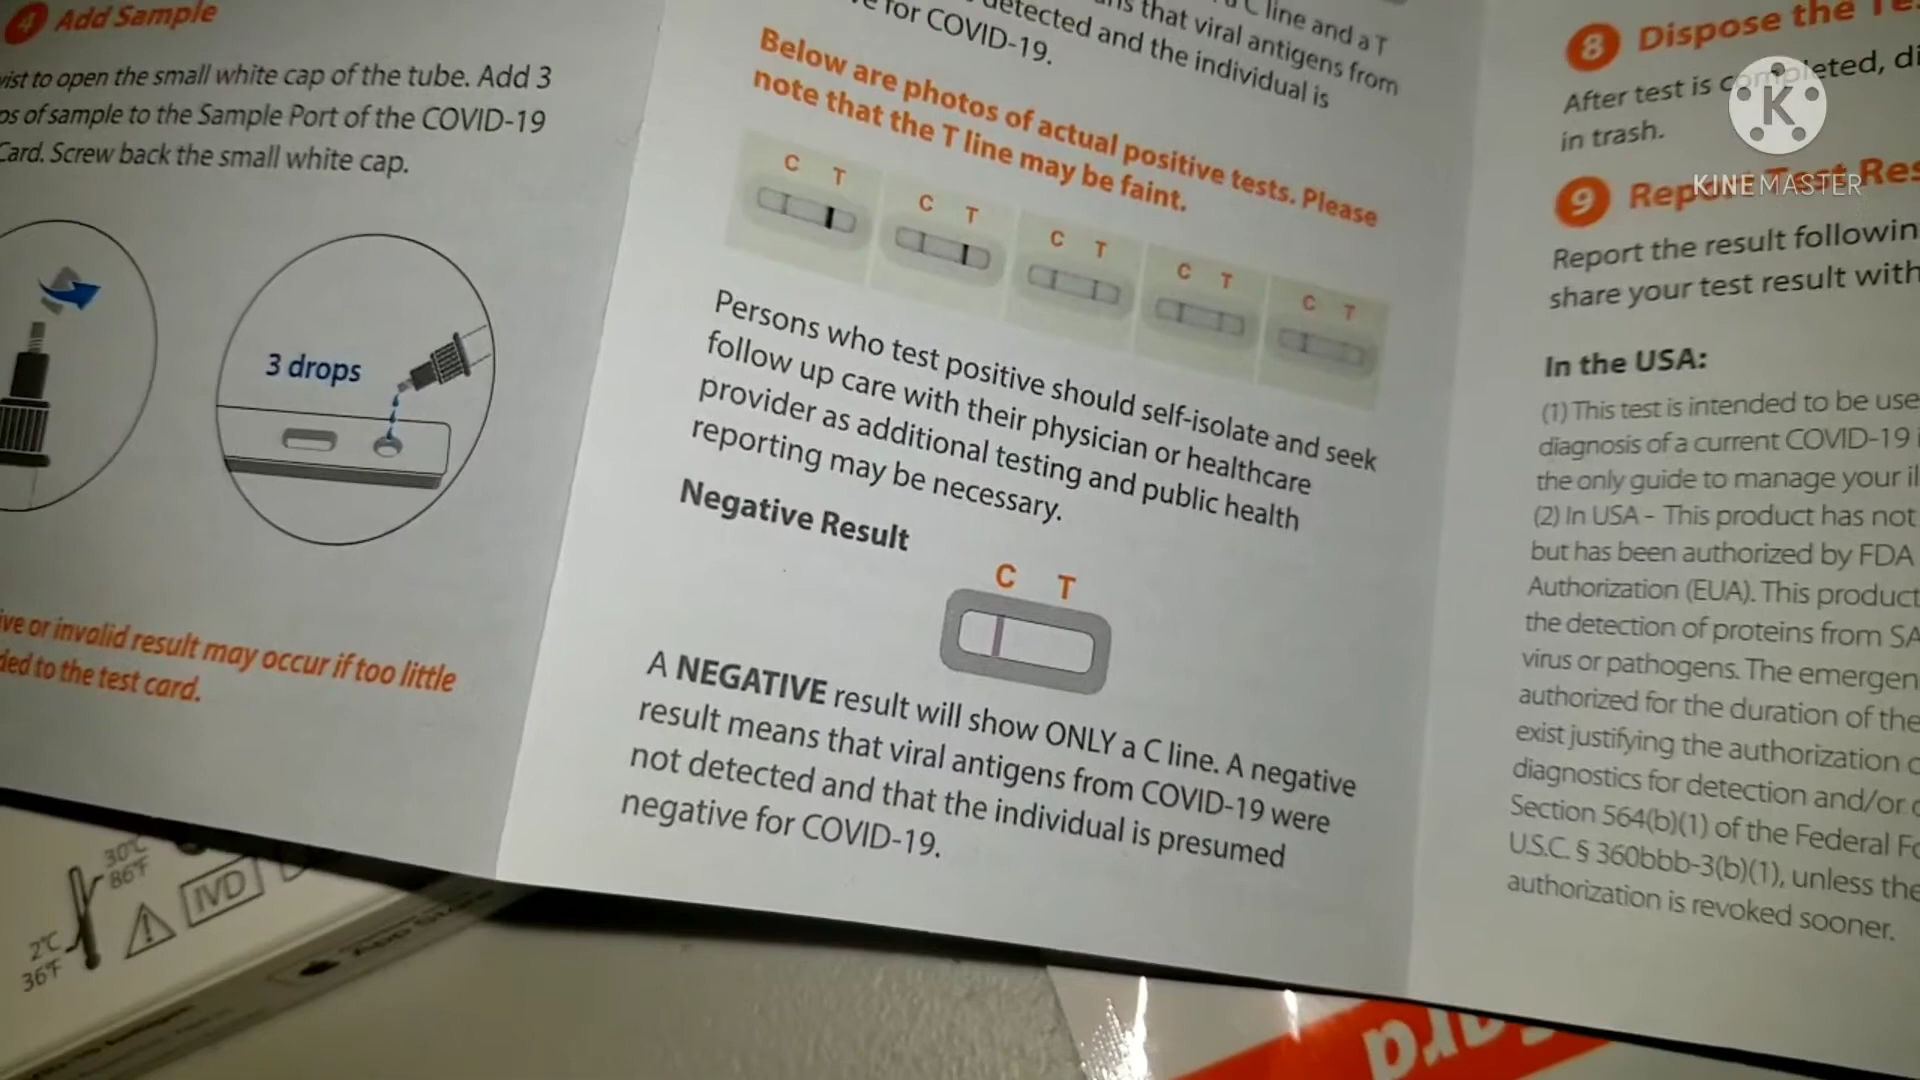 4 Add Sample
to open the small white cap of the tube. Add 3
of sample to the Sample Port of the COVID-19
Card. Screw back the small white cap.
3 drops
or invalid result may occur if too little
to the test card.
C line and a T
that viral antigens from
detected and the individual is
for COVID-19.
Below are photos of actual positive tests. Please
note that the T line may be faint.
C T
C T
C T
C T
C T
Persons who test positive should self-isolate and seek
follow up care with their physician or healthcare
provider as additional testing and public health
reporting may be necessary.
Negative Result
C T
A NEGATIVE result will show ONLY a C line. A negative
result means that viral antigens from COVID-19 were
not detected and that the individual is presumed
negative for COVID-19.
8 Dispose the
After test is completed,
in trash.
K
KINEMASTER
9 Report Test
Report the result
share your test result with
In the USA:
(1) This test is intended to be
diagnosis of a current COVID-19
the only guide to manage your
(2) In USA - This product has not
but has been authorized by FDA
Authorization (EUA). This product
the detection of proteins from
virus or pathogens. The
authorized for the duration of the
exist justifying the authorization
diagnostics for detection and/or
Section 564(b)(1) of the Federal
U.S.C. § 360bbb-3(b)(1), unless the
authorization is revoked sooner.
30°C
86°F
IVD
2°C
36°F
App Store